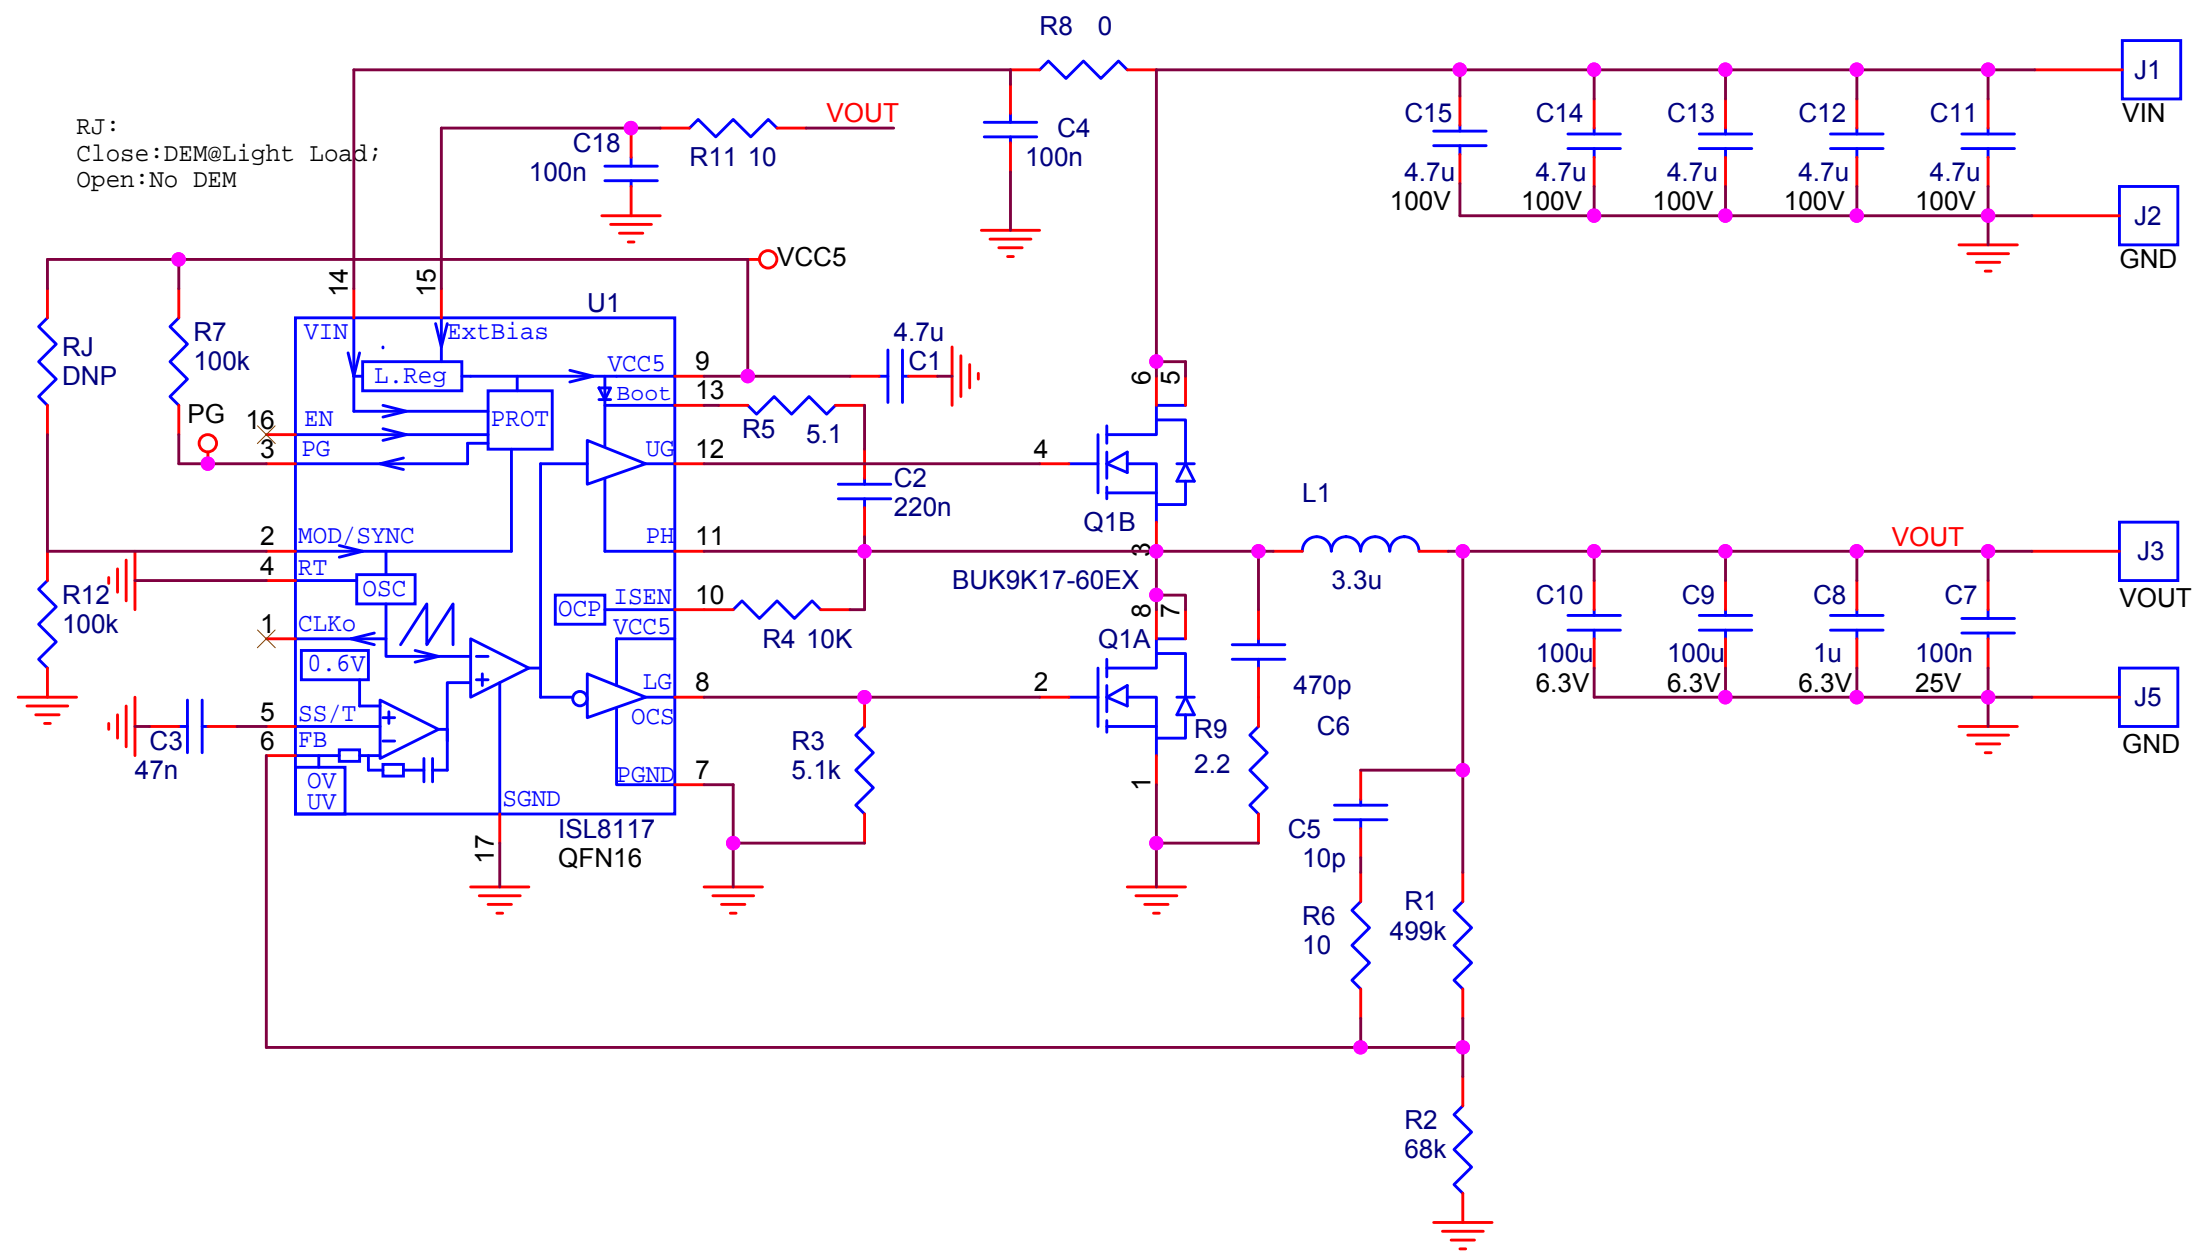 R8 0
J1
VIN
RJ:
Close:DEM@Light Load;
Open:No DEM
VOUT
C18
100n
R11 10
C4
100n
C15
4.7u
100V
C14
4.7u
100V
C13
4.7u
100V
C12
4.7u
100V
C11
4.7u
100V
J2
GND
VCC5
14
15
U1
RJ
DNP
R7
100k
PG
VIN
ExtBias
L.Reg
VCC5
9
4.7u
C1
Boot
13
R5 5.1
PROT
16
EN
3
PG
UG
12
C2
220n
4
6
5
Q1B
3
2
MOD/SYNC
PH
11
4
RT
OSC
R12
100k
1
CLKo
OCP
ISEN
10
R4 10K
VCC5
0.6V
BUK9K17-60EX
8
7
Q1A
L1
3.3u
VOUT
J3
VOUT
C10
100u
6.3V
C9
100u
6.3V
C8
1u
6.3V
C7
100n
25V
J5
GND
LG
8
OCS
2
5
SS/T
C3
47n
6
FB
OV
UV
R3
5.1k
PGND
7
SGND
17
ISL8117
QFN16
1
470p
C6
R9
2.2
C5
10p
R6
10
R1
499k
R2
68k